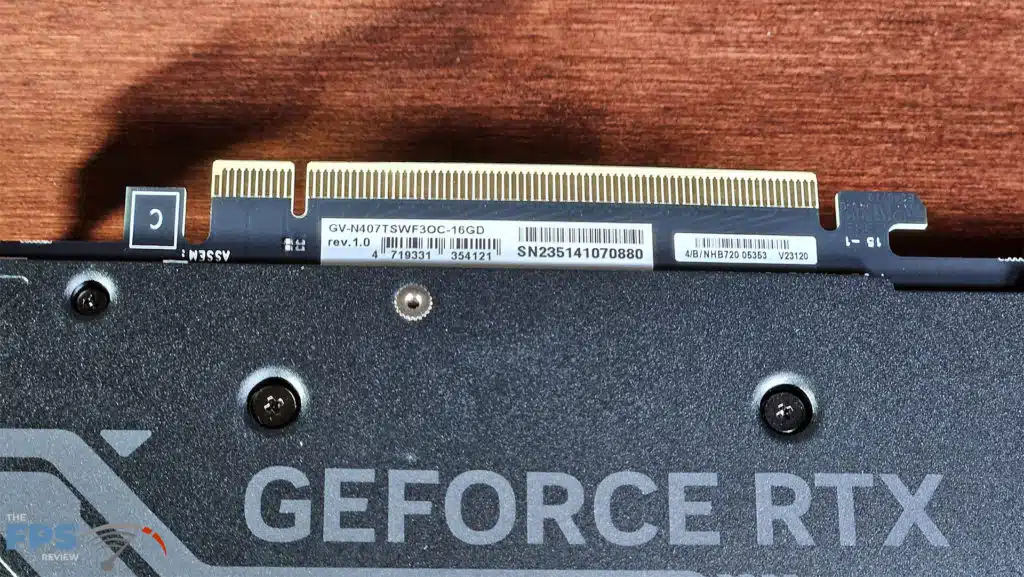 C
ASSEM:
GV-N407TSWF3OC-16GD
rev.1.0
4 719331 354121
SN235141070880
4/B/NHB720 05353 V23120
15 -1
GEFORCE RTX
THE
FPS
REVIEW